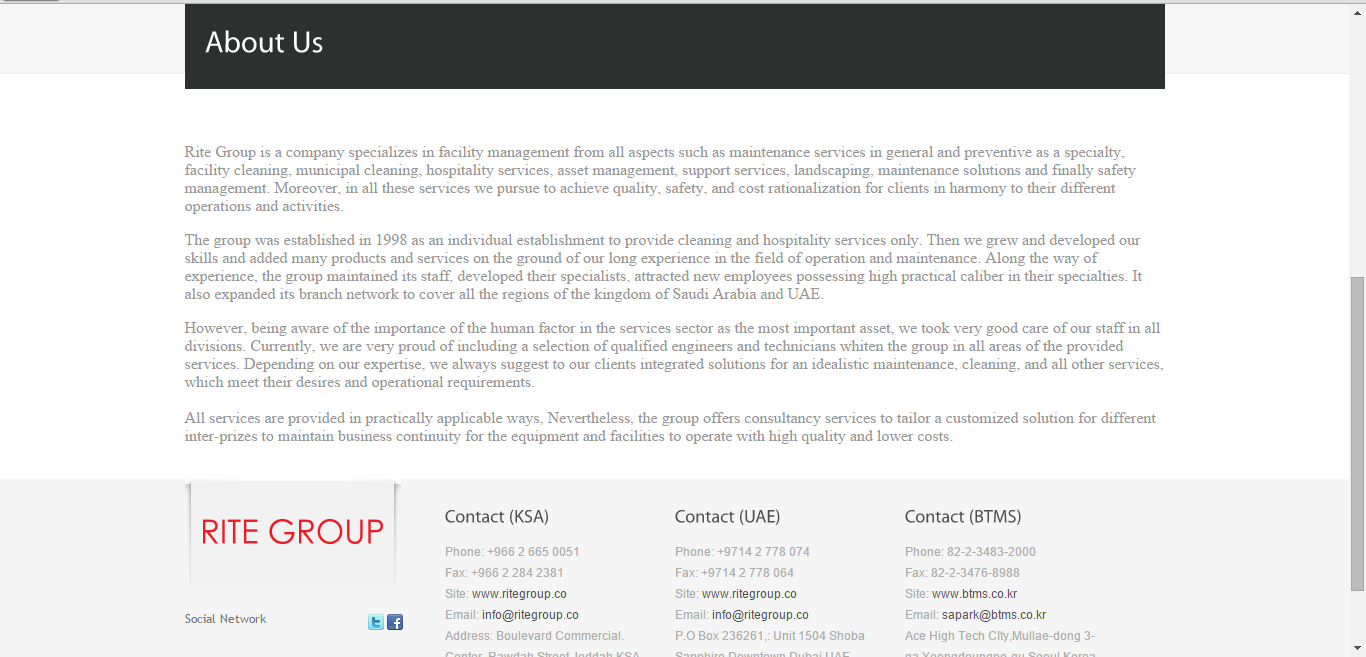 About Us
Rite Group is a company specializes in facility management from all aspects such as maintenance services in general and preventive as a specialty,
facility cleaning, municipal cleaning, hospitality services, asset management, support services, landscaping, maintenance solutions and finally safety
management. Moreover, in all these services we pursue to achieve quality, safety, and cost rationalization for clients in harmony to their different
operations and activities.
The group was established in 1998 as an individual establishment to provide cleaning and hospitality services only. Then we grew and developed our
skills and added many products and services on the ground of our long experience in the field of operation and maintenance. Along the way of
experience, the group maintained its staff, developed their specialists, attracted new employees possessing high practical caliber in their specialties. It
also expanded its branch network to cover all the regions of the kingdom of Saudi Arabia and UAE.
However, being aware of the importance of the human factor in the services sector as the most important asset, we took very good care of our staff in all
divisions. Currently, we are very proud of including a selection of qualified engineers and technicians whiten the group in all areas of the provided
services. Depending on our expertise, we always suggest to our clients integrated solutions for an idealistic maintenance, cleaning, and all other services,
which meet their desires and operational requirements.
All services are provided in practically applicable ways, Nevertheless, the group offers consultancy services to tailor a customized solution for different
inter-prizes to maintain business continuity for the equipment and facilities to operate with high quality and lower costs.
RITE GROUP
Social Network
Contact (KSA)
Phone: +966 2 665 0051
Fax: +966 2 284 2381
Site: www.ritegroup.co
Email: info@ritegroup.co
Address: Boulevard Commercial.
Center, Rawdah Street Jeddah KSA
Contact (UAE)
Phone: +9714 2 778 074
Fax: +9714 2 778 064
Site: www.ritegroup.co
Email: info@ritegroup.co
P.O Box 236261,: Unit 1504 Shoba
Sapphire Downtown Dubai UAE
Contact (BTMS)
Phone: 82-2-3483-2000
Fax: 82-2-3476-8988
Site: www.btms.co.kr
Email: sapark@btms.co.kr
Ace High Tech CIty,Mullae-dong 3-
ga Yeongdeungpo-gu Seoul Korea